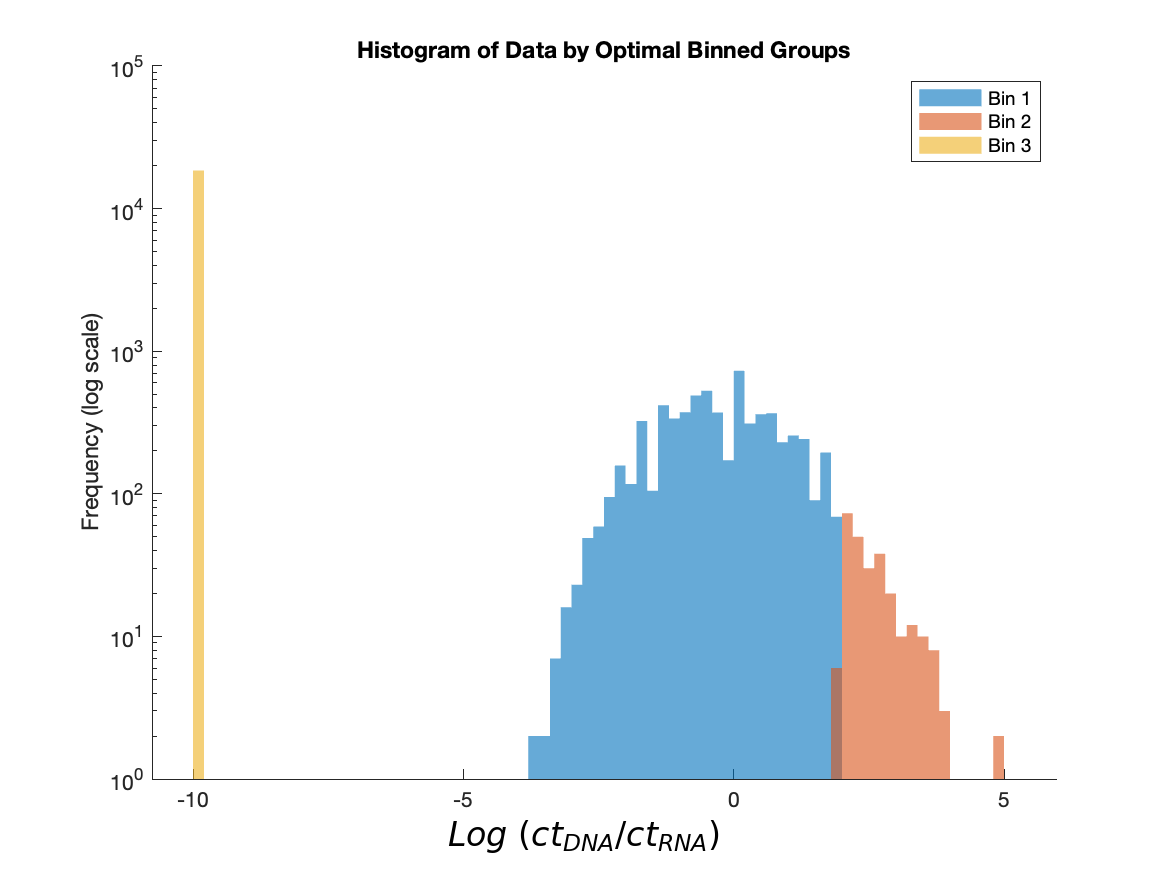 Histogram of Data by Optimal Binned Groups
Bin 1
Bin 2
Bin 3
Frequency (log scale)
10^5
10^4
10^3
10^2
10^1
10^0
-10 -5 0 5
Log (ct_DNA/ct_RNA)